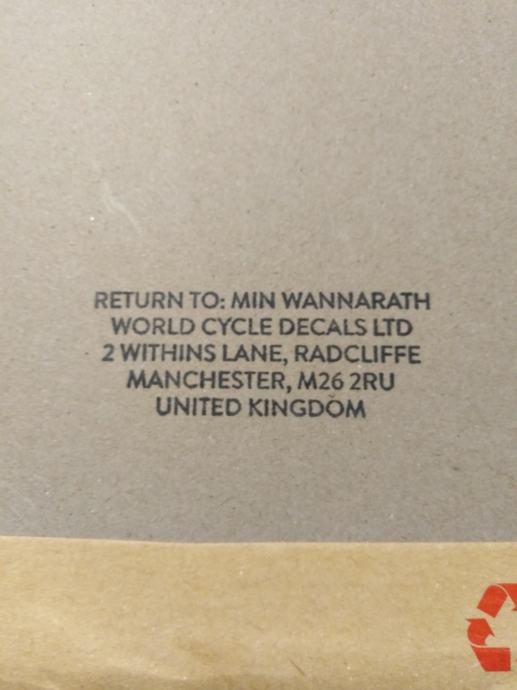 RETURN TO: MIN WANNARATH
WORLD CYCLE DECALS LTD
2 WITHINS LANE, RADCLIFFE
MANCHESTER, M26 2RU
UNITED KINGDOM